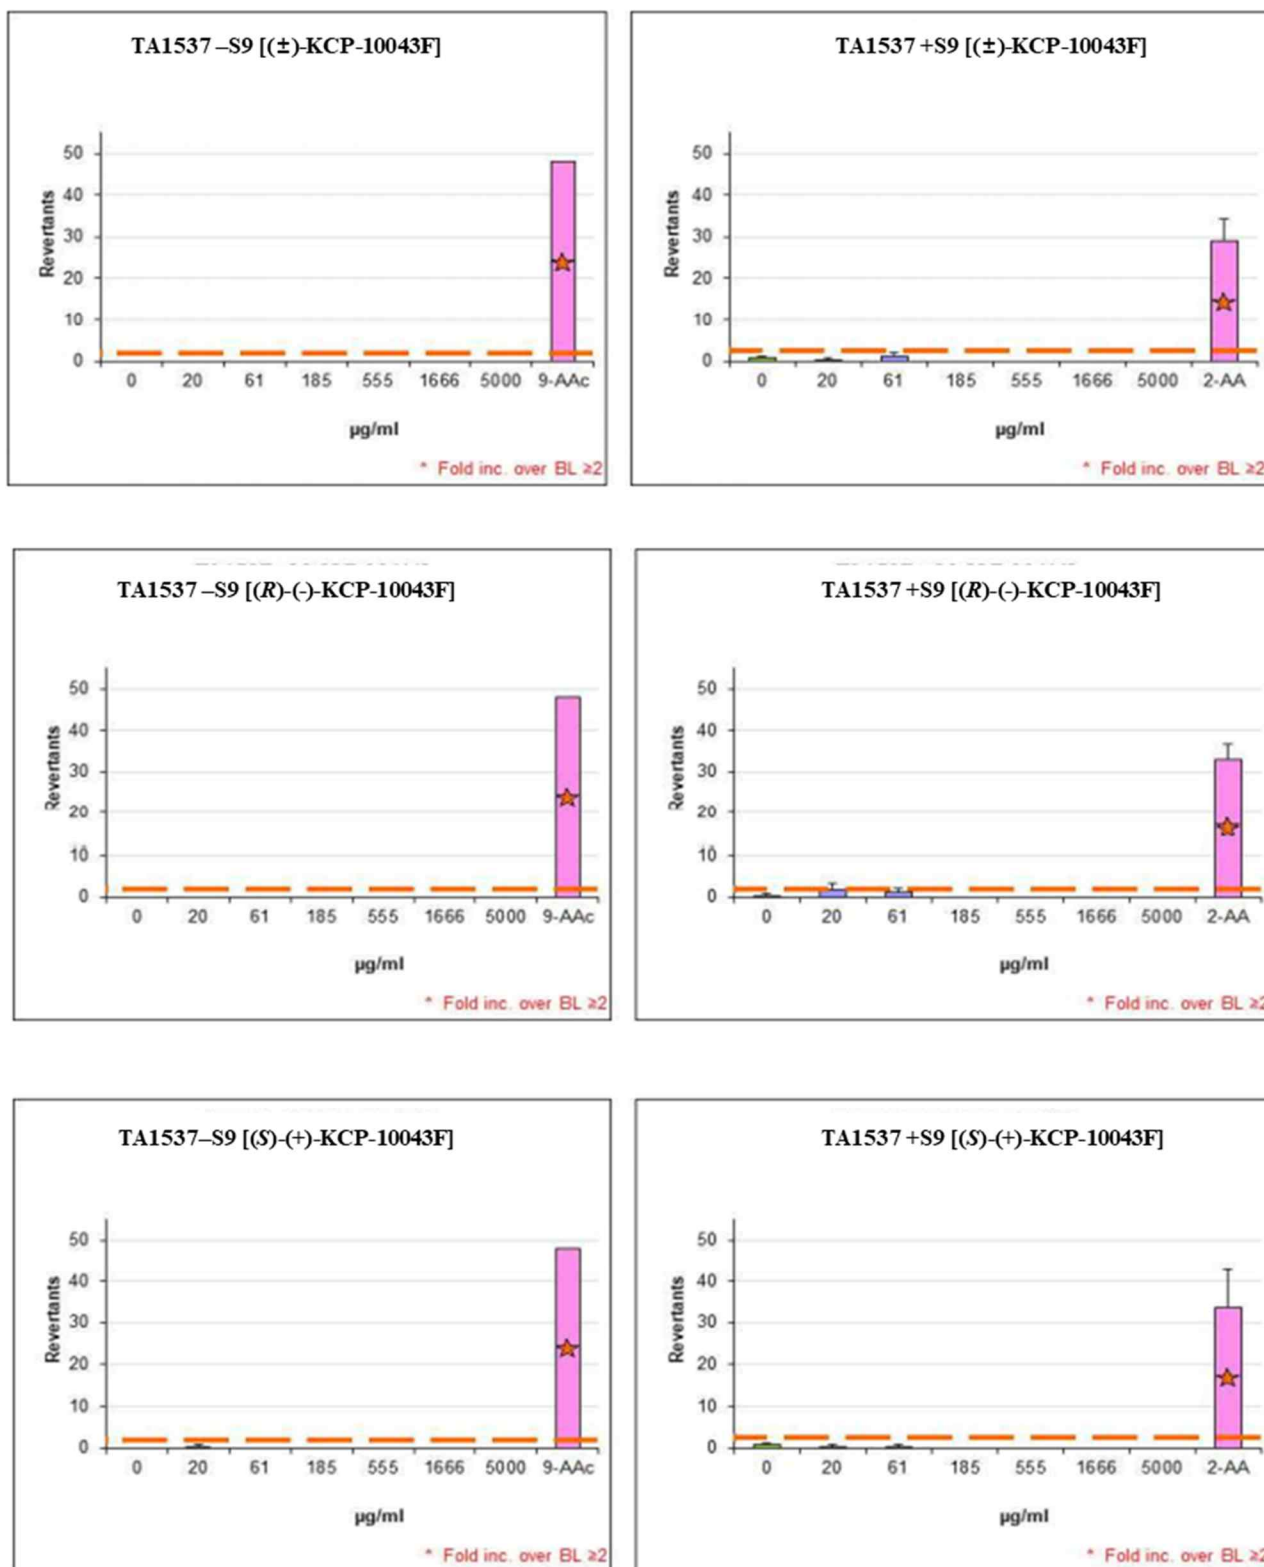 TA1537 –S9 [(±)-KCP-10043F]
Revertants
50
40
30
20
10
0
0 20 61 185 555 1666 5000 9-AAc
µg/ml
* Fold inc. over BL ≥2
TA1537 +S9 [(±)-KCP-10043F]
Revertants
50
40
30
20
10
0
0 20 61 185 555 1666 5000 2-AA
µg/ml
* Fold inc. over BL ≥2
TA1537 –S9 [(R)-(-)-KCP-10043F]
Revertants
50
40
30
20
10
0
0 20 61 185 555 1666 5000 9-AAc
µg/ml
* Fold inc. over BL ≥2
TA1537 +S9 [(R)-(-)-KCP-10043F]
Revertants
50
40
30
20
10
0
0 20 61 185 555 1666 5000 2-AA
µg/ml
* Fold inc. over BL ≥2
TA1537–S9 [(S)-(+)-KCP-10043F]
Revertants
50
40
30
20
10
0
0 20 61 185 555 1666 5000 9-AAc
µg/ml
* Fold inc. over BL ≥2
TA1537 +S9 [(S)-(+)-KCP-10043F]
Revertants
50
40
30
20
10
0
0 20 61 185 555 1666 5000 2-AA
µg/ml
* Fold inc. over BL ≥2